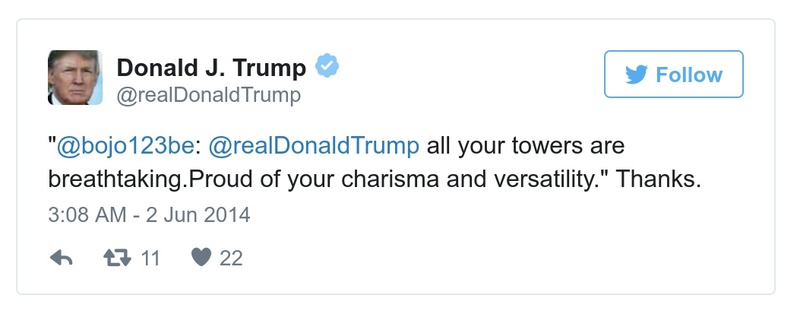 Donald J. Trump
@realDonaldTrump
Follow
"@bojo123be: @realDonaldTrump all your towers are
breathtaking.Proud of your charisma and versatility." Thanks.
3:08 AM - 2 Jun 2014
11 22